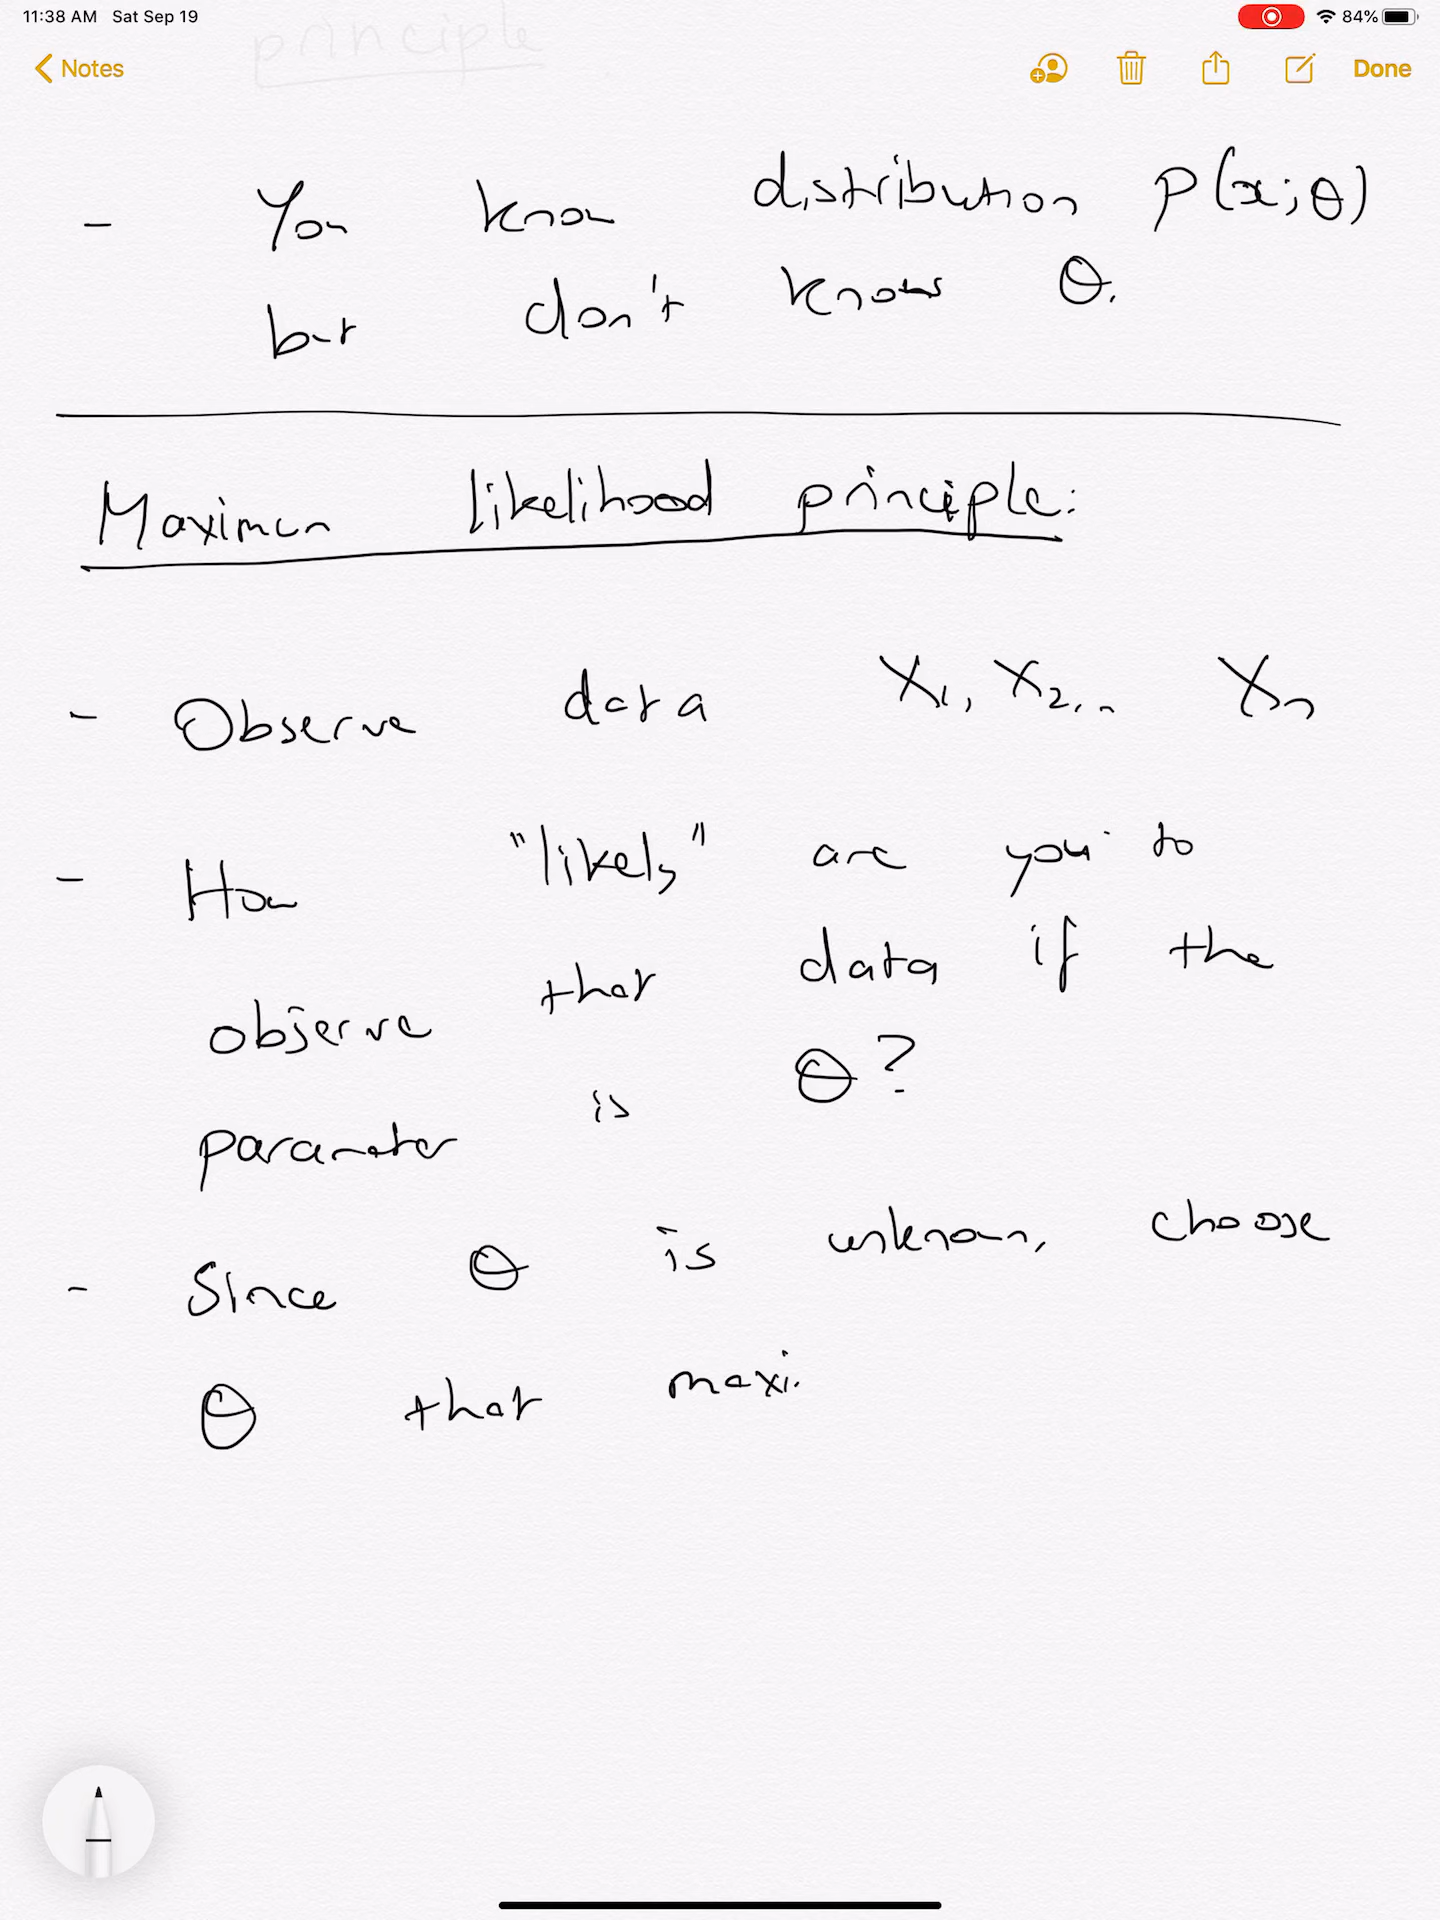 11:38 AM Sat Sep 19 84%
principle
Notes Done
- You know distribution p(x;θ)
but don't know θ.
Maximum likelihood principle:
- Observe data X1, X2, .. Xn
- How "likely" are you to
observe that data if the
parameter is θ?
- Since θ is unknown, choose
θ that maxi.